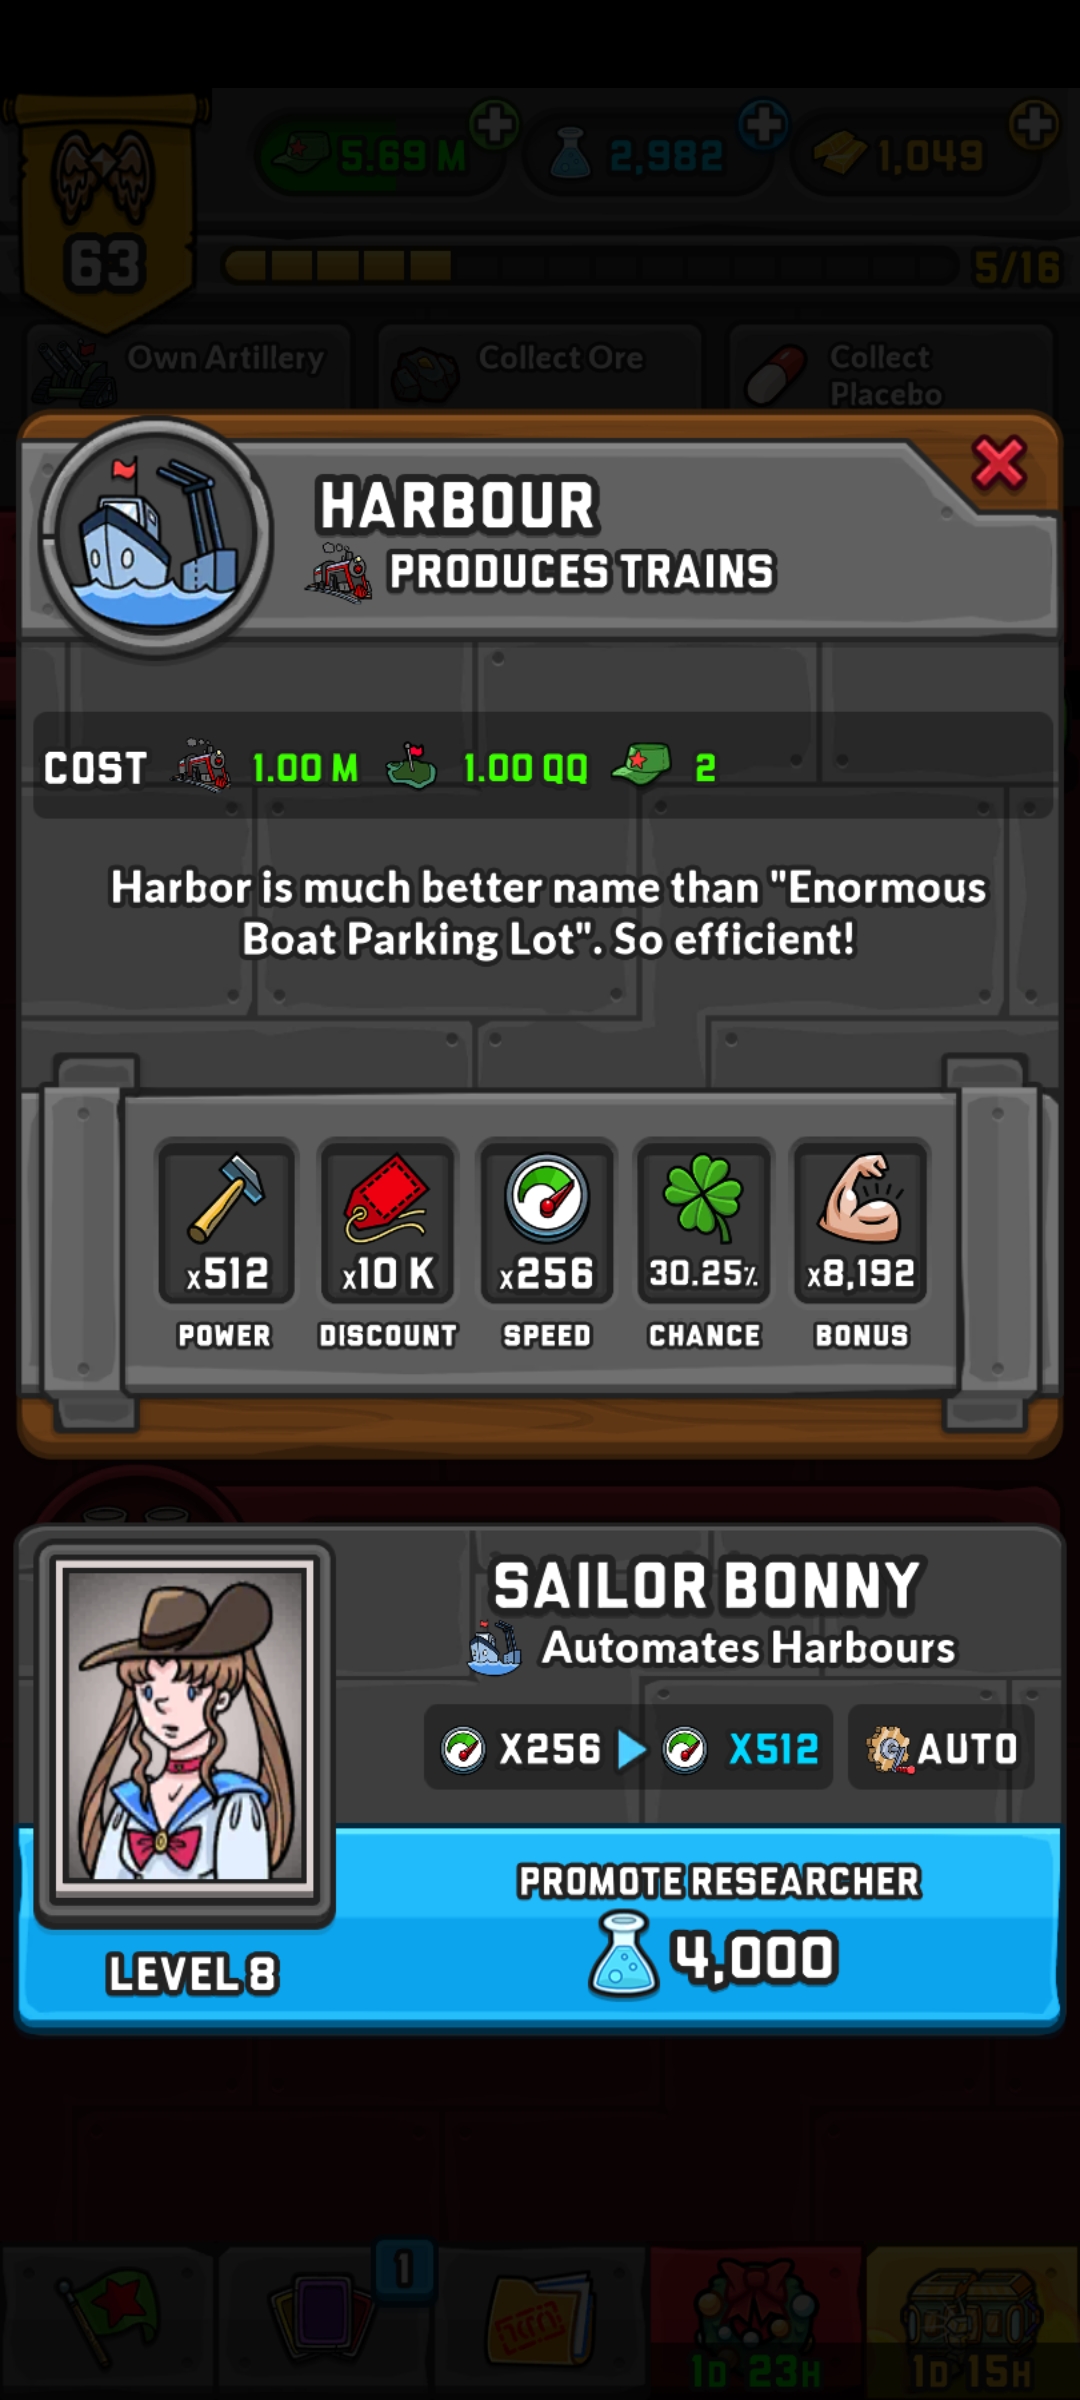 5.69 M
2,982
1,049
63
5/16
Own Artillery
Collect Ore
Collect
Placebo
HARBOUR
PRODUCES TRAINS
COST 1.00 M 1.00 QQ 2
Harbor is much better name than "Enormous
Boat Parking Lot". So efficient!
x512
x10 K
x256
30.25%
x8,192
POWER
DISCOUNT
SPEED
CHANCE
BONUS
SAILOR BONNY
Automates Harbours
X256
X512
AUTO
PROMOTE RESEARCHER
4,000
LEVEL 8
1
1D 23H
1D 15H